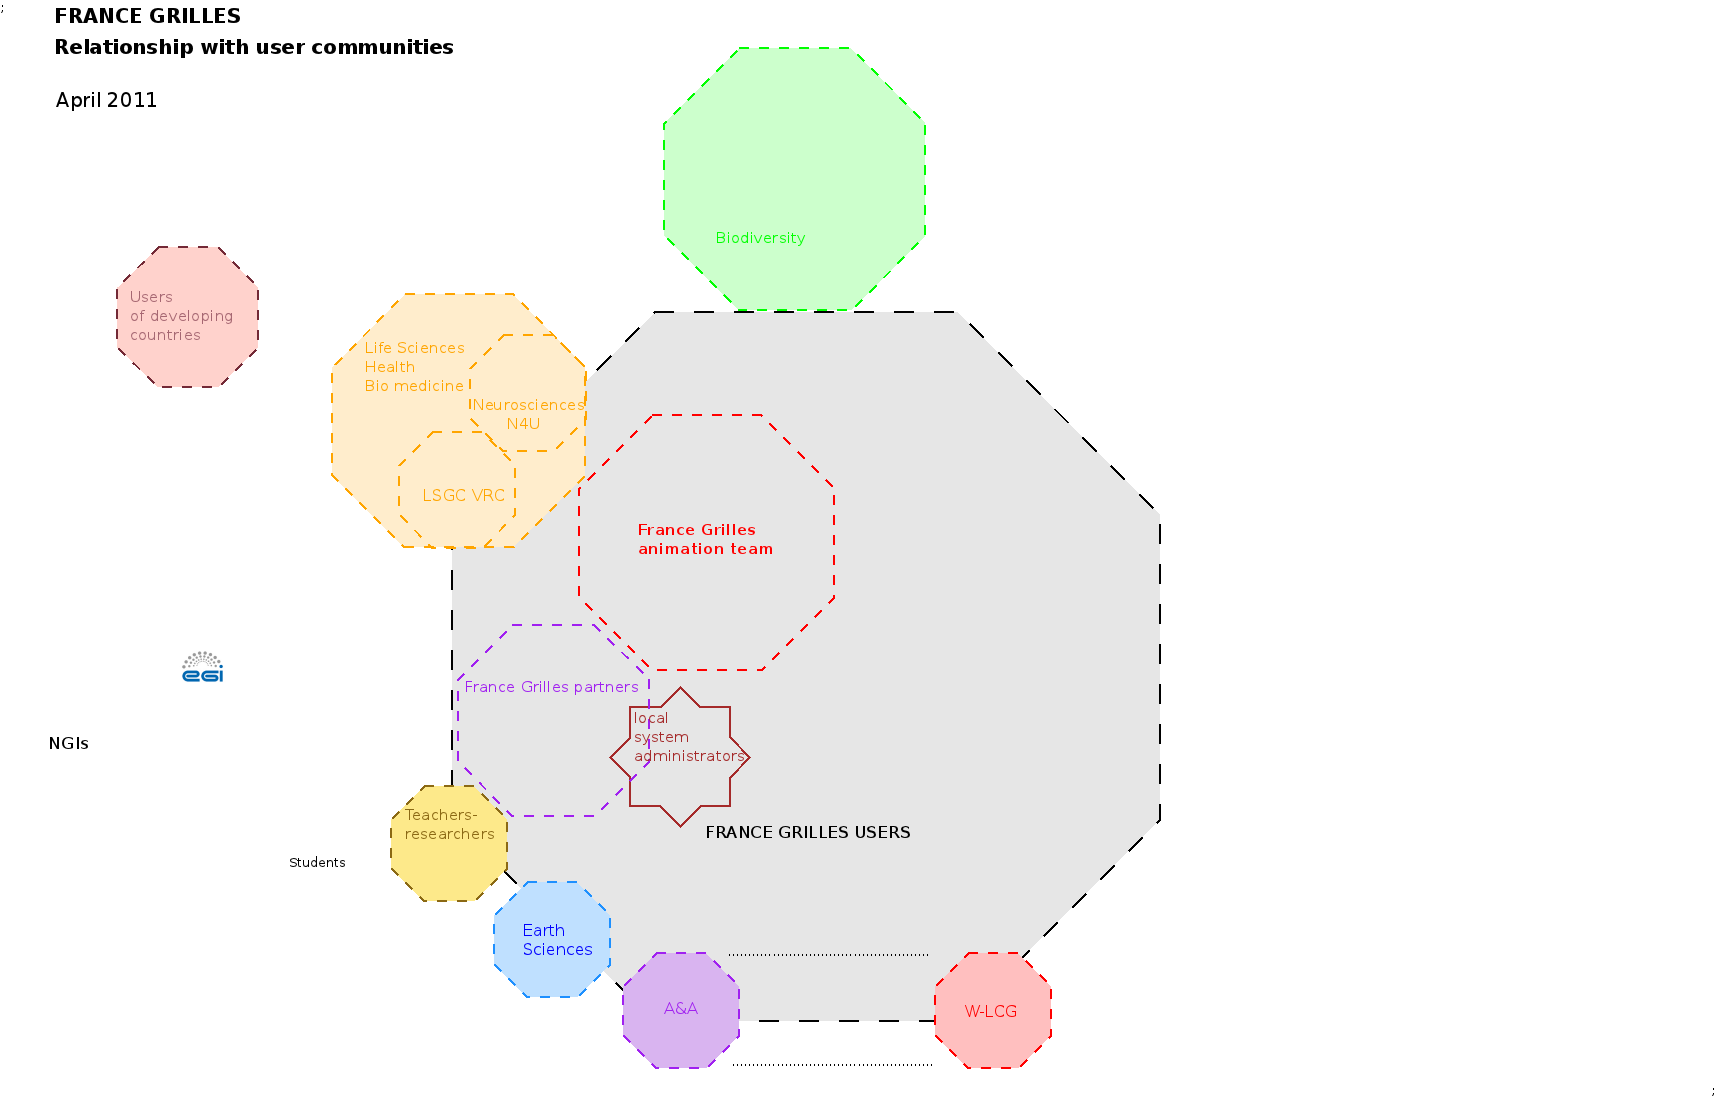 ;
FRANCE GRILLES
Relationship with user communities
April 2011
Biodiversity
Users
of developing
countries
Life Sciences
Health
Bio medicine
Neurosciences
N4U
LSGC VRC
France Grilles
animation team
egi
France Grilles partners
local
system
administrators
NGIs
Teachers-
researchers
FRANCE GRILLES USERS
Students
Earth
Sciences
A&A
W-LCG
;